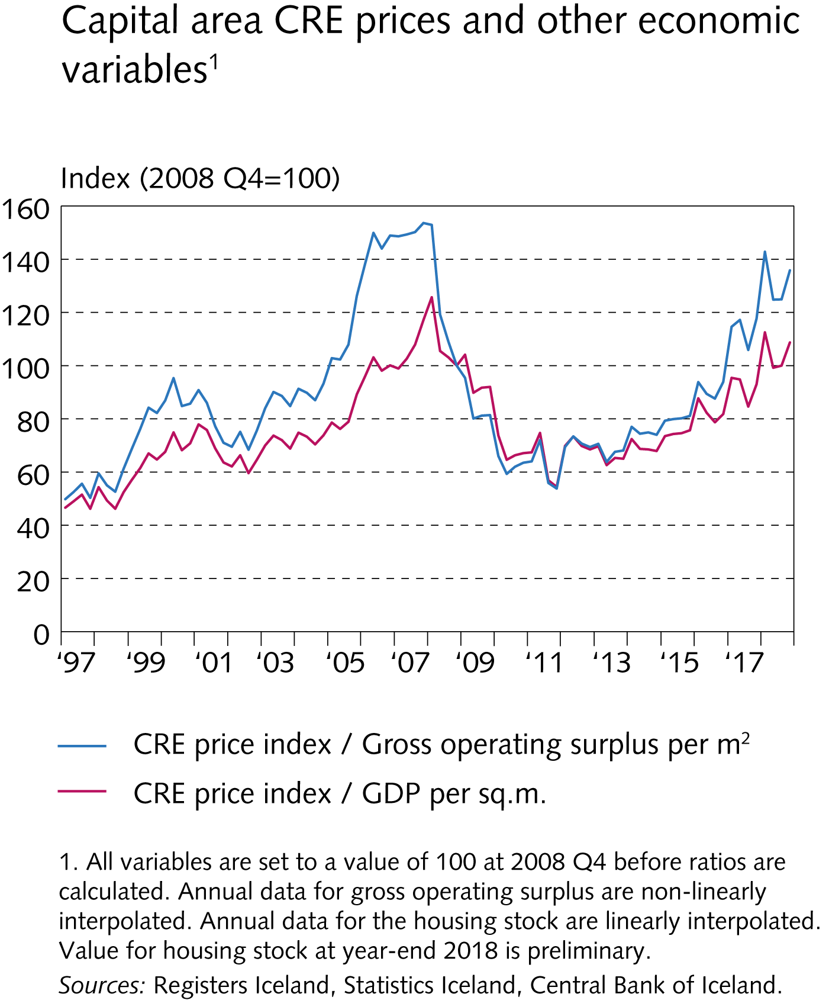 Capital area CRE prices and other economic
variables¹
Index (2008 Q4=100)
160
140
120
100
80
60
40
20
0
‘97 ‘99 ‘01 ‘03 ‘05 ‘07 ‘09 ‘11 ‘13 ‘15 ‘17
CRE price index / Gross operating surplus per m²
CRE price index / GDP per sq.m.
1. All variables are set to a value of 100 at 2008 Q4 before ratios are
calculated. Annual data for gross operating surplus are non-linearly
interpolated. Annual data for the housing stock are linearly interpolated.
Value for housing stock at year-end 2018 is preliminary.
Sources: Registers Iceland, Statistics Iceland, Central Bank of Iceland.